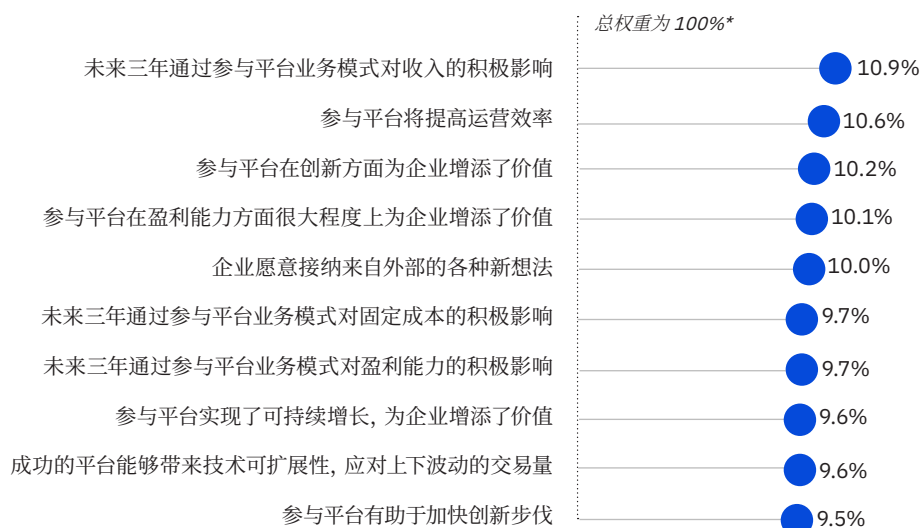 总权重为 100%*
未来三年通过参与平台业务模式对收入的积极影响 10.9%
参与平台将提高运营效率 10.6%
参与平台在创新方面为企业增添了价值 10.2%
参与平台在盈利能力方面很大程度上为企业增添了价值 10.1%
企业愿意接纳来自外部的各种新想法 10.0%
未来三年通过参与平台业务模式对固定成本的积极影响 9.7%
未来三年通过参与平台业务模式对盈利能力的积极影响 9.7%
参与平台实现了可持续增长, 为企业增添了价值 9.6%
成功的平台能够带来技术可扩展性, 应对上下波动的交易量 9.6%
参与平台有助于加快创新步伐 9.5%